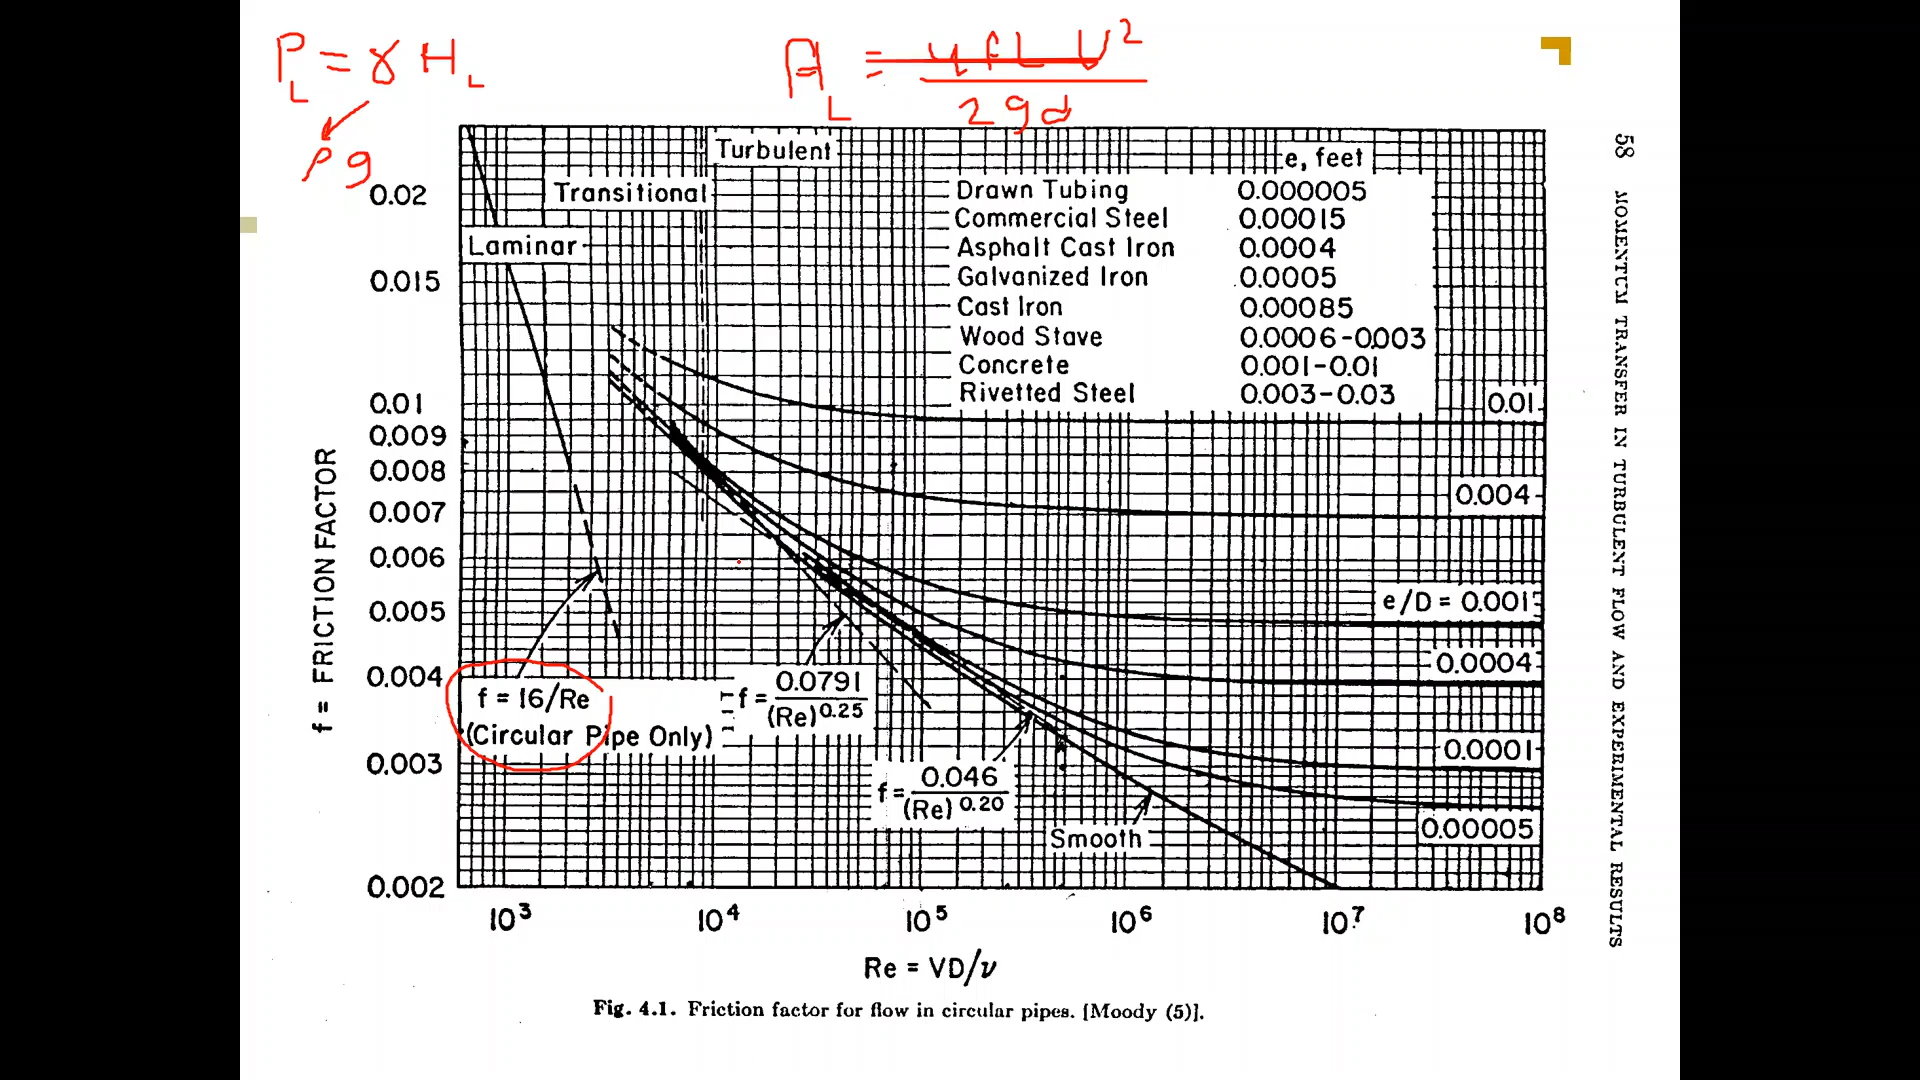 P_L = γ H_L
ρg
H_L = 4fLV²
2gd
Turbulent
Transitional
Laminar
e, feet
Drawn Tubing 0.000005
Commercial Steel 0.00015
Asphalt Cast Iron 0.0004
Galvanized Iron 0.0005
Cast Iron 0.00085
Wood Stave 0.0006-0.003
Concrete 0.001-0.01
Rivetted Steel 0.003-0.03
f = FRICTION FACTOR
0.02
0.015
0.01
0.009
0.008
0.007
0.006
0.005
0.004
0.003
0.002
0.01
0.004
e/D = 0.001
0.0004
0.0001
0.00005
f = 16/Re
(Circular Pipe Only)
f = 0.0791
(Re)^0.25
f = 0.046
(Re)^0.20
Smooth
10³ 10⁴ 10⁵ 10⁶ 10⁷ 10⁸
Re = VD/ν
Fig. 4.1. Friction factor for flow in circular pipes. [Moody (5)].
58 MOMENTUM TRANSFER IN TURBULENT FLOW AND EXPERIMENTAL RESULTS